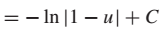 = − ln |1 − u| + C